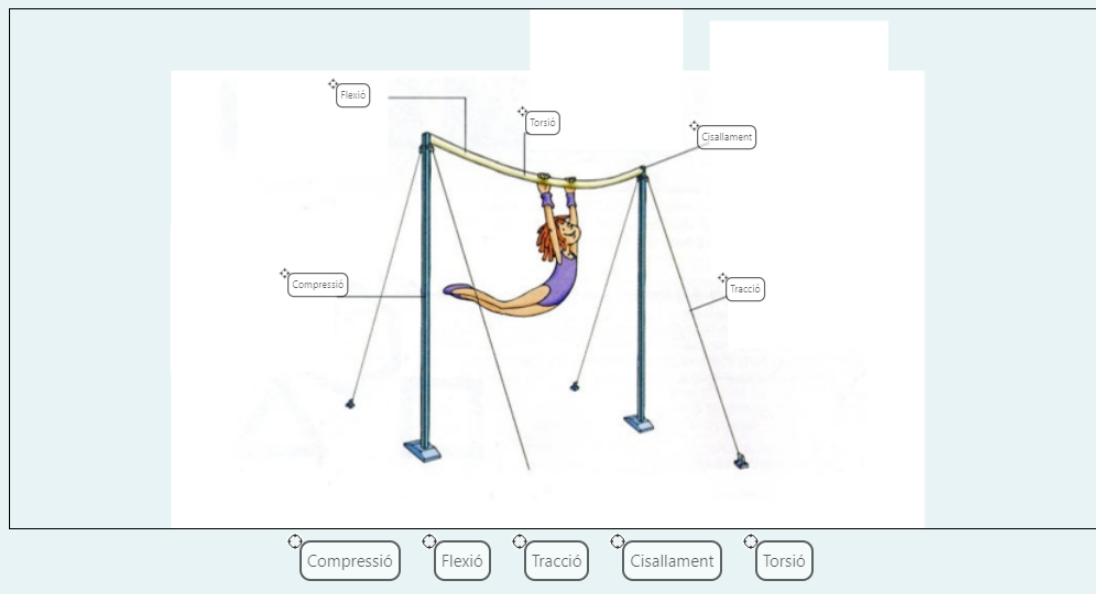 Flexió
Torsió
Cisallament
Compressió
Tracció
Compressió
Flexió
Tracció
Cisallament
Torsió